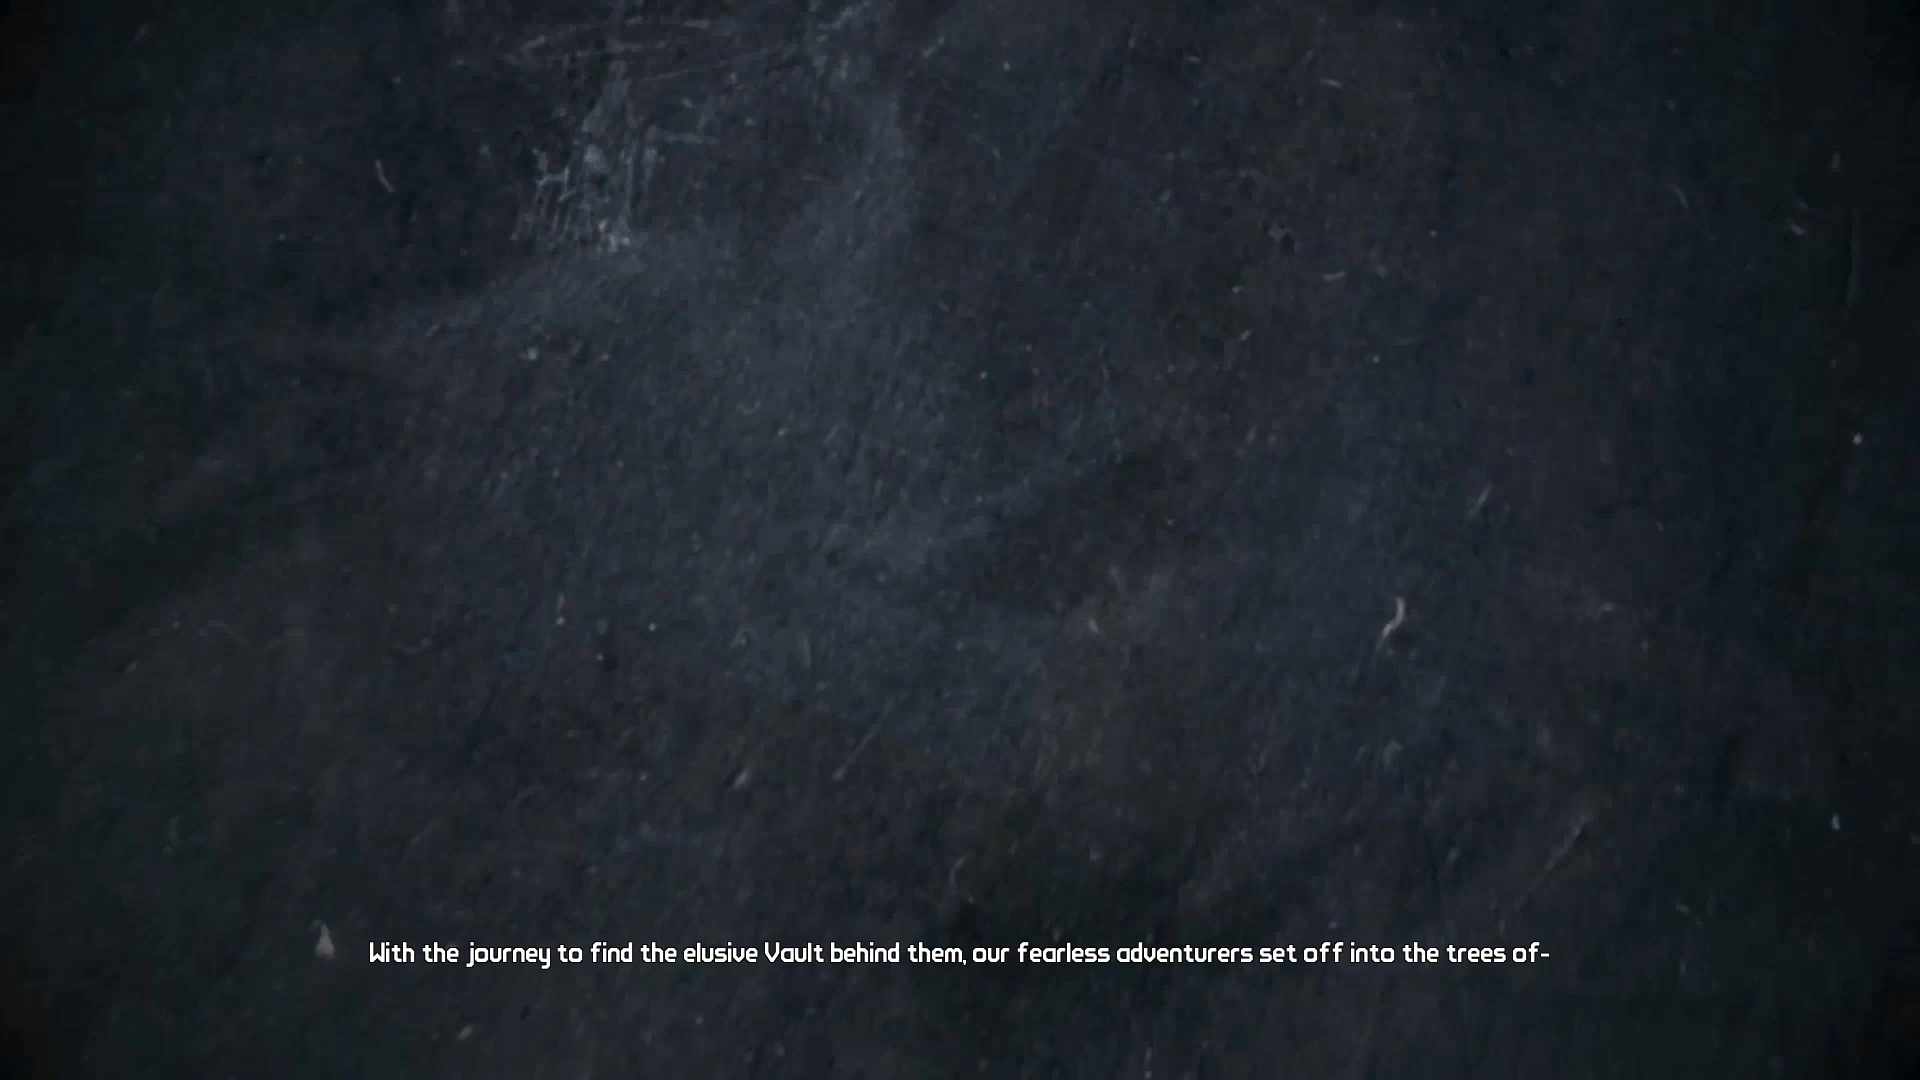 With the journey to find the elusive Vault behind them, our fearless adventurers set off into the trees of-